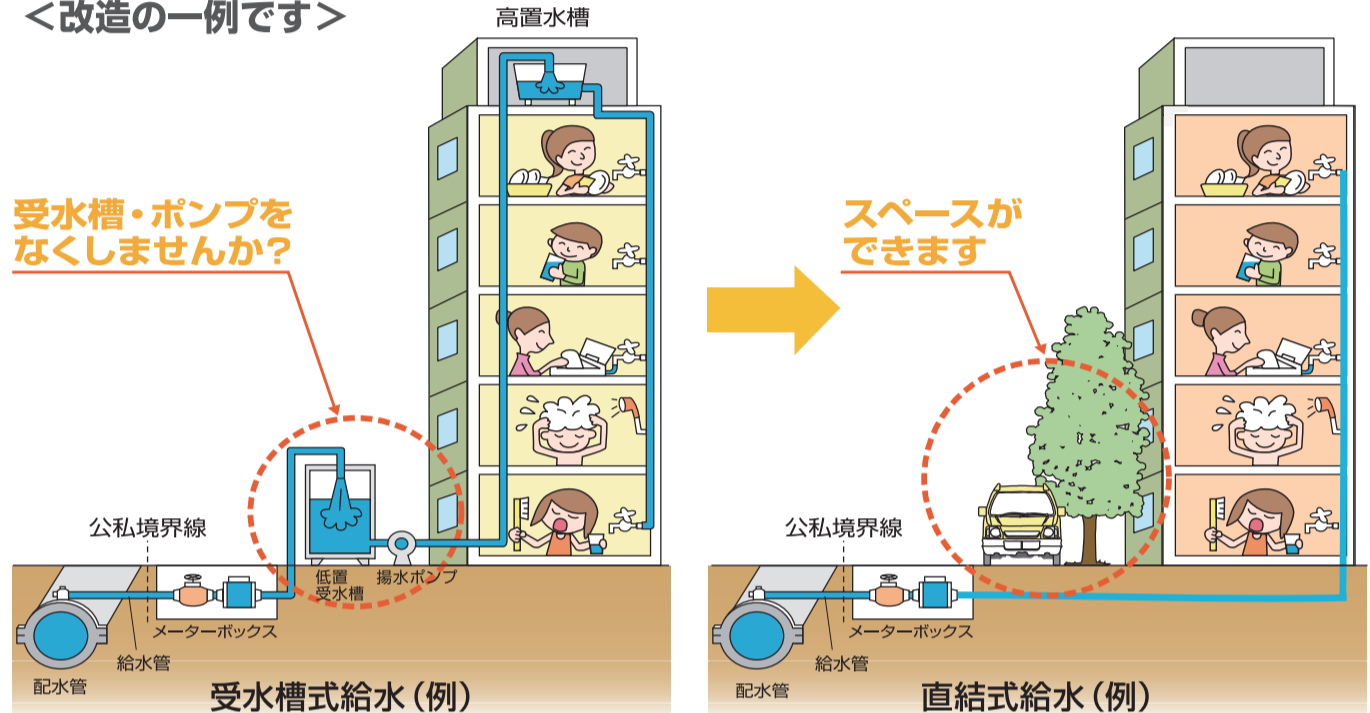 ＜改造の一例です＞
高置水槽
受水槽・ポンプを
なくしませんか？
公私境界線
低置
受水槽
揚水ポンプ
メーターボックス
給水管
配水管
受水槽式給水（例）
スペースが
できます
公私境界線
メーターボックス
給水管
配水管
直結式給水（例）